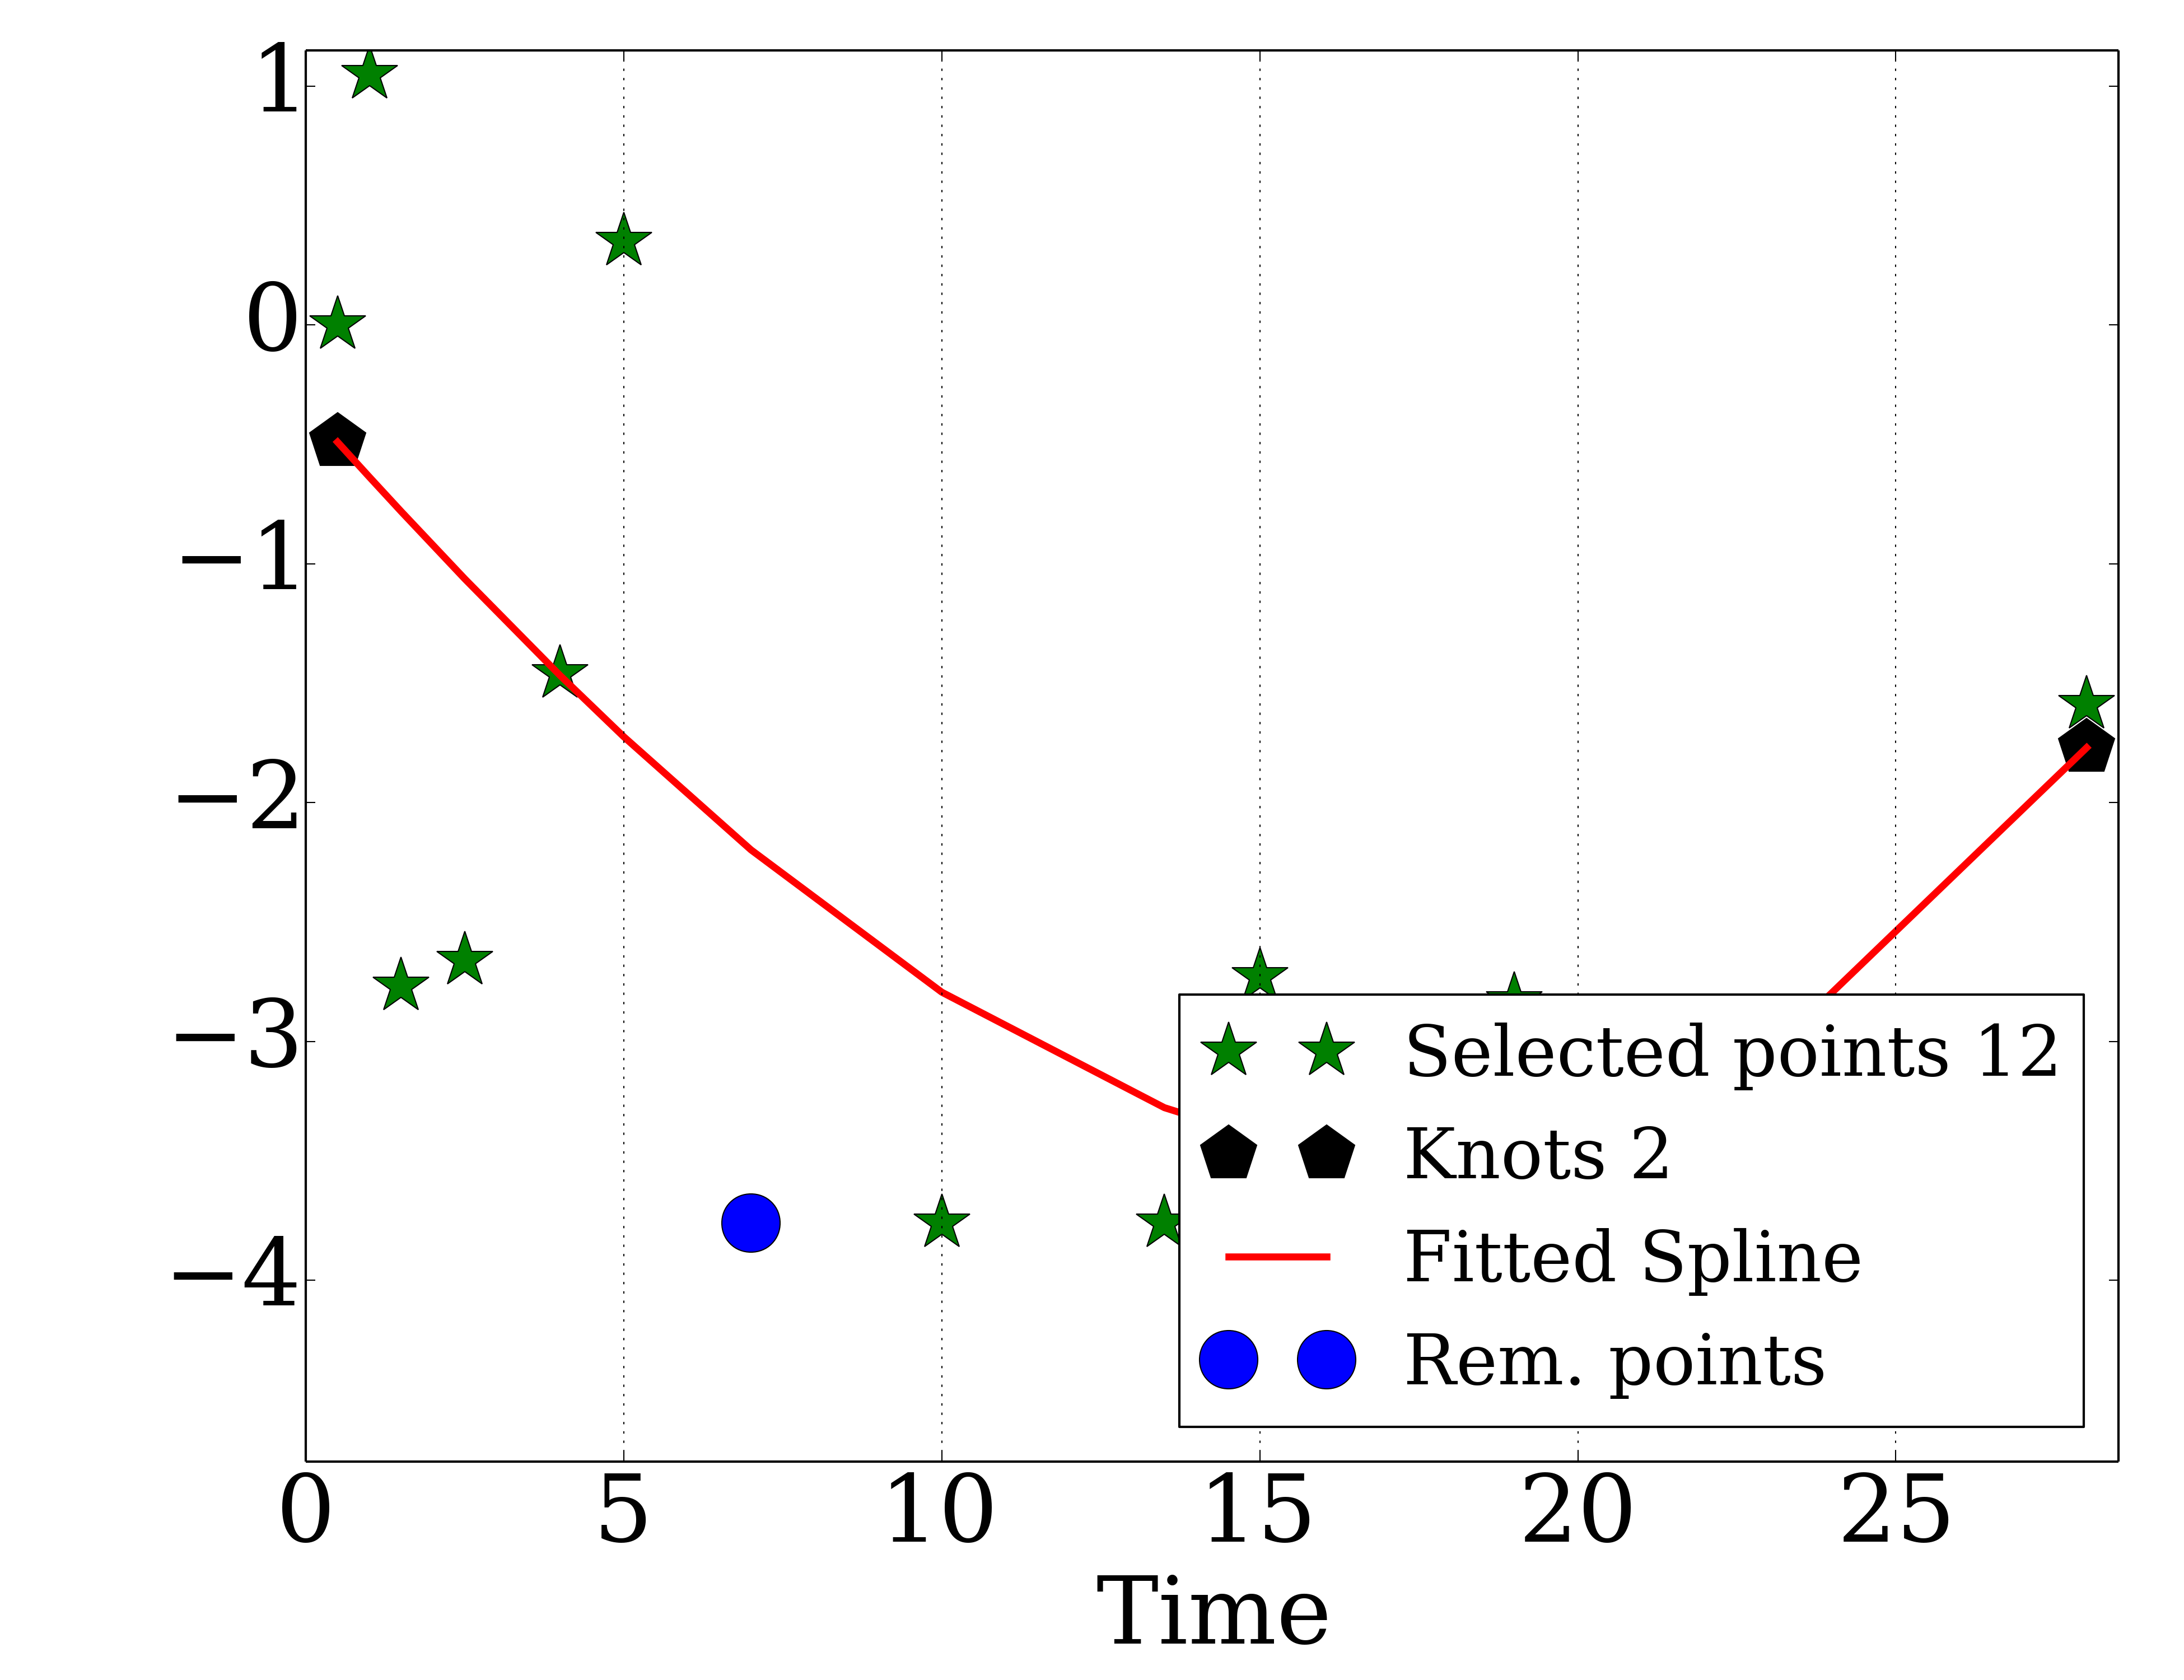 1
0
−1
−2
−3
−4
Selected points 12
Knots 2
Fitted Spline
Rem. points
0 5 10 15 20 25
Time